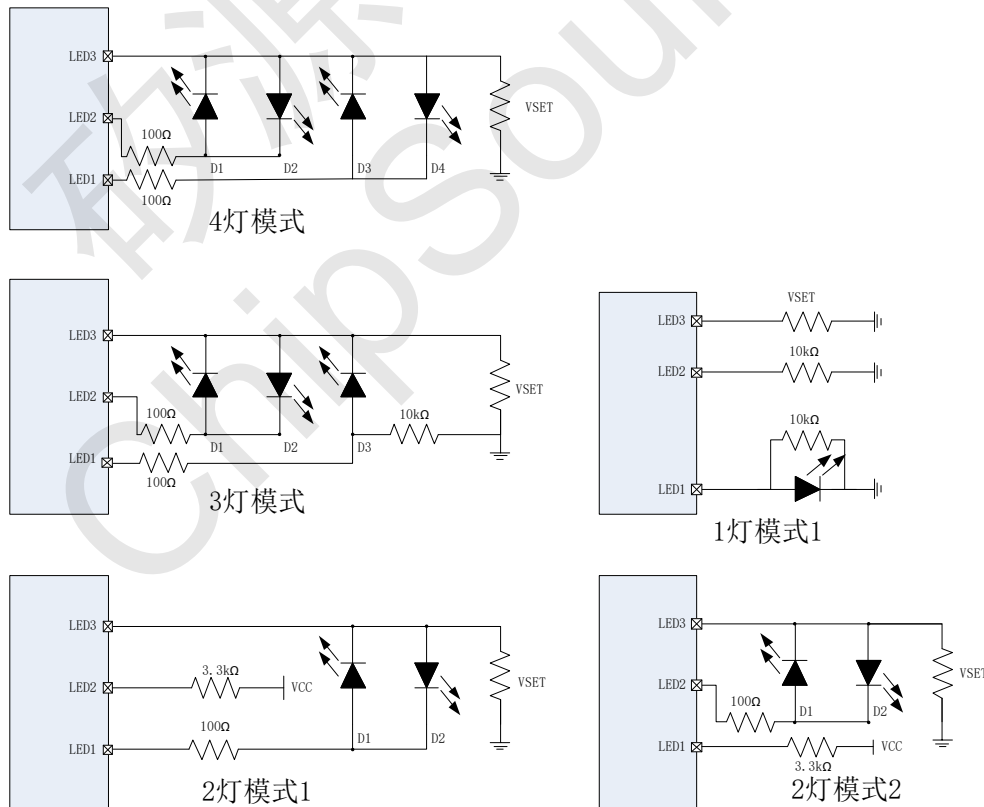 LED3
LED2
LED1
100Ω
100Ω
D1
D2
D3
D4
VSET
4灯模式
LED3
LED2
LED1
100Ω
100Ω
D1
D2
D3
10kΩ
VSET
3灯模式
LED3
LED2
LED1
VSET
10kΩ
10kΩ
1灯模式1
LED3
LED2
LED1
3.3kΩ
VCC
100Ω
D1
D2
VSET
2灯模式1
LED3
LED2
LED1
100Ω
D1
D2
VSET
3.3kΩ
VCC
2灯模式2